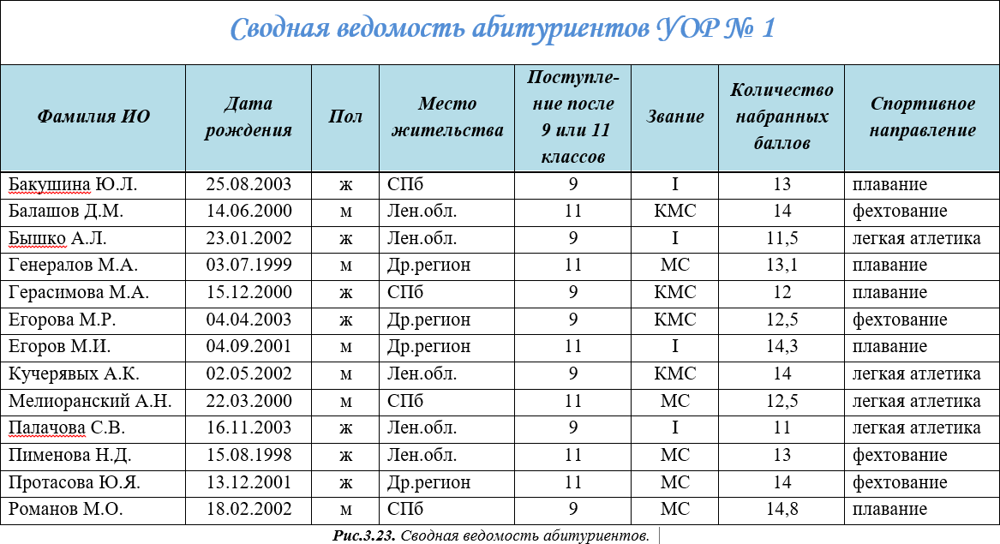 Сводная ведомость абитуриентов УОР № 1
Фамилия ИО Дата рождения Пол Место жительства Поступле-ние после 9 или 11 классов Звание Количество набранных баллов Спортивное направление
Бакушина Ю.Л. 25.08.2003 ж СПб 9 I 13 плавание
Балашов Д.М. 14.06.2000 м Лен.обл. 11 КМС 14 фехтование
Бышко А.Л. 23.01.2002 ж Лен.обл. 9 I 11,5 легкая атлетика
Генералов М.А. 03.07.1999 м Др.регион 11 МС 13,1 плавание
Герасимова М.А. 15.12.2000 ж СПб 9 КМС 12 плавание
Егорова М.Р. 04.04.2003 ж Др.регион 9 КМС 12,5 фехтование
Егоров М.И. 04.09.2001 м Др.регион 11 I 14,3 плавание
Кучерявых А.К. 02.05.2002 м Лен.обл. 9 КМС 14 легкая атлетика
Мелиоранский А.Н. 22.03.2000 м СПб 11 МС 12,5 легкая атлетика
Палачова С.В. 16.11.2003 ж Лен.обл. 9 I 11 легкая атлетика
Пименова Н.Д. 15.08.1998 ж Лен.обл. 11 МС 13 фехтование
Протасова Ю.Я. 13.12.2001 ж Др.регион 11 МС 14 фехтование
Романов М.О. 18.02.2002 м СПб 9 МС 14,8 плавание
Рис.3.23. Сводная ведомость абитуриентов.